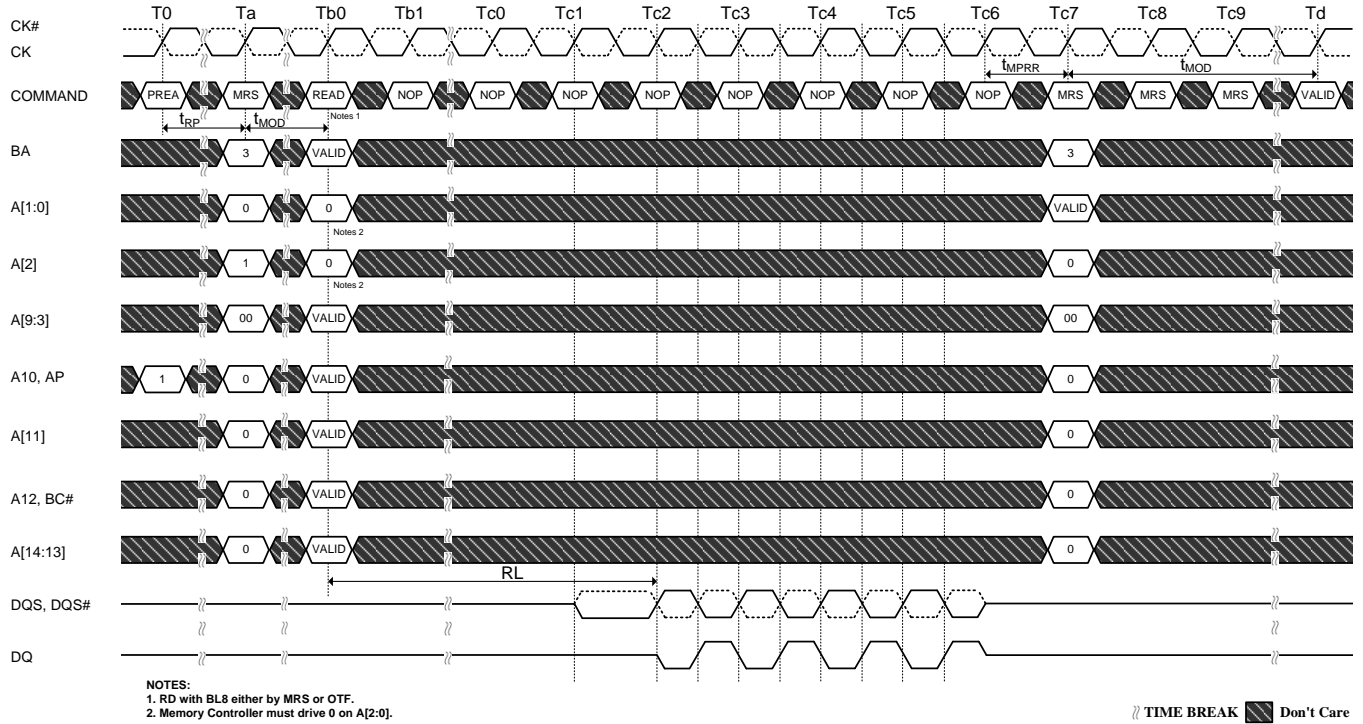 T0 Ta Tb0 Tb1 Tc0 Tc1 Tc2 Tc3 Tc4 Tc5 Tc6 Tc7 Tc8 Tc9 Td
CK#
CK
tMPRR tMOD
COMMAND PREA MRS READ NOP NOP NOP NOP NOP NOP NOP NOP MRS MRS MRS VALID
tRP tMOD Notes 1
BA 3 VALID 3
A[1:0] 0 0 VALID
Notes 2
A[2] 1 0 0
Notes 2
A[9:3] 00 VALID 00
A10, AP 1 0 VALID 0
A[11] 0 VALID 0
A12, BC# 0 VALID 0
A[14:13] 0 VALID 0
RL
DQS, DQS#
DQ
NOTES:
1. RD with BL8 either by MRS or OTF.
2. Memory Controller must drive 0 on A[2:0].
TIME BREAK Don't Care